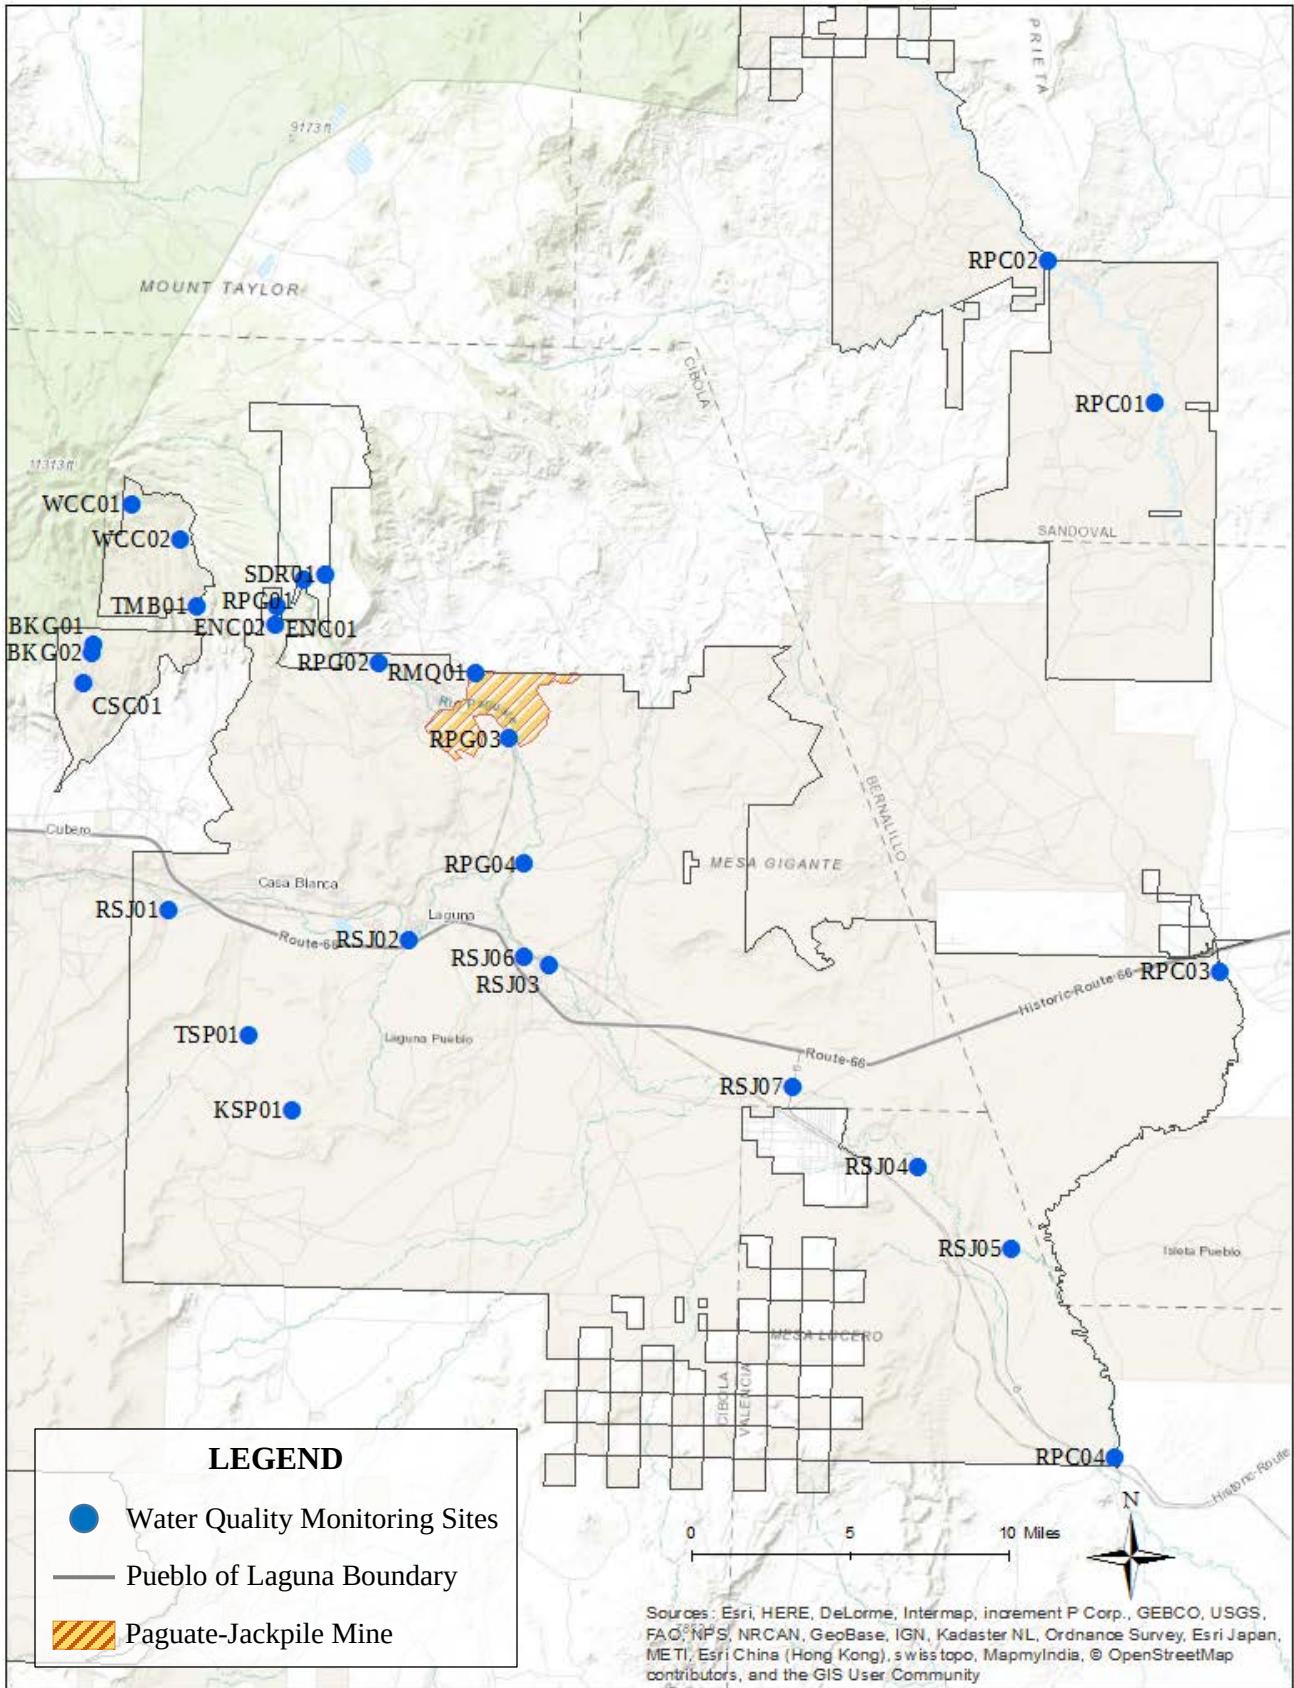 PRIETA
9173 ft
RPC02
MOUNT TAYLOR
CIBOLA
RPC01
11313 ft
WCC01
WCC02
SANDOVAL
SDR01
TMB01
RPG01
BKG01
ENC02
ENC01
BKG02
RPG02
RMQ01
CSC01
Rio Paguate
RPG03
BERNALILLO
Cubero
RPG04
MESA GIGANTE
Casa Blanca
RSJ01
Laguna
Route-66
RSJ02
RSJ06
RPC03
RSJ03
Historic-Route-66
TSP01
Laguna Pueblo
Route-66
RSJ07
KSP01
RSJ04
RSJ05
Isleta Pueblo
MESA LUCERO
CIBOLA
VALENCIA
RPC04
Historic-Route
LEGEND
Water Quality Monitoring Sites
Pueblo of Laguna Boundary
Paguate-Jackpile Mine
N
0 5 10 Miles
Sources: Esri, HERE, DeLorme, Intermap, increment P Corp., GEBCO, USGS,
FAO, NPS, NRCAN, GeoBase, IGN, Kadaster NL, Ordnance Survey, Esri Japan,
METI, Esri China (Hong Kong), swisstopo, MapmyIndia, © OpenStreetMap
contributors, and the GIS User Community